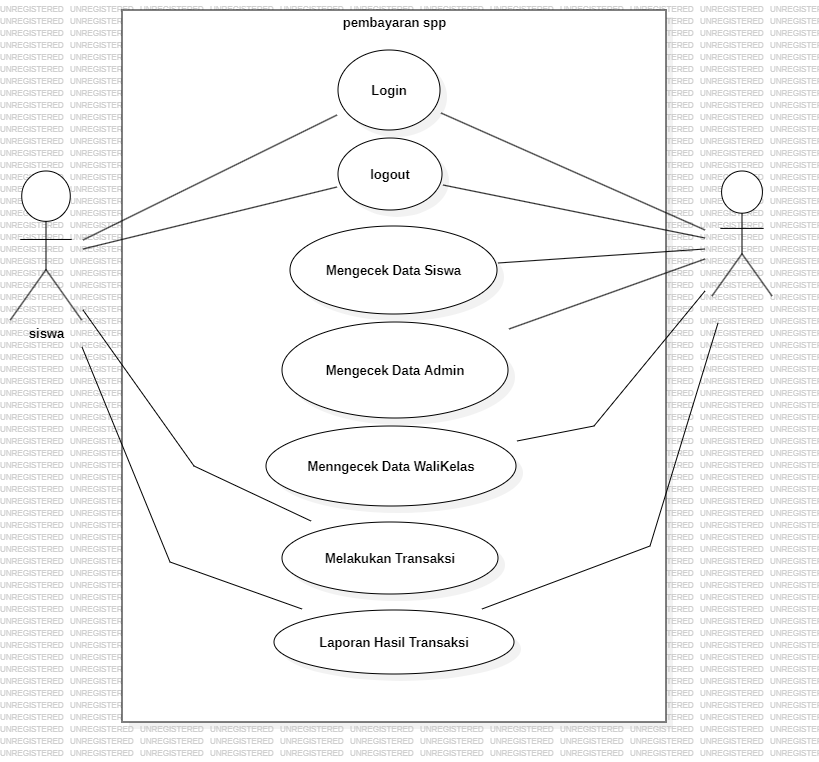 pembayaran spp
Login
logout
Mengecek Data Siswa
siswa
Mengecek Data Admin
Menngecek Data WaliKelas
Melakukan Transaksi
Laporan Hasil Transaksi
UNREGISTERED